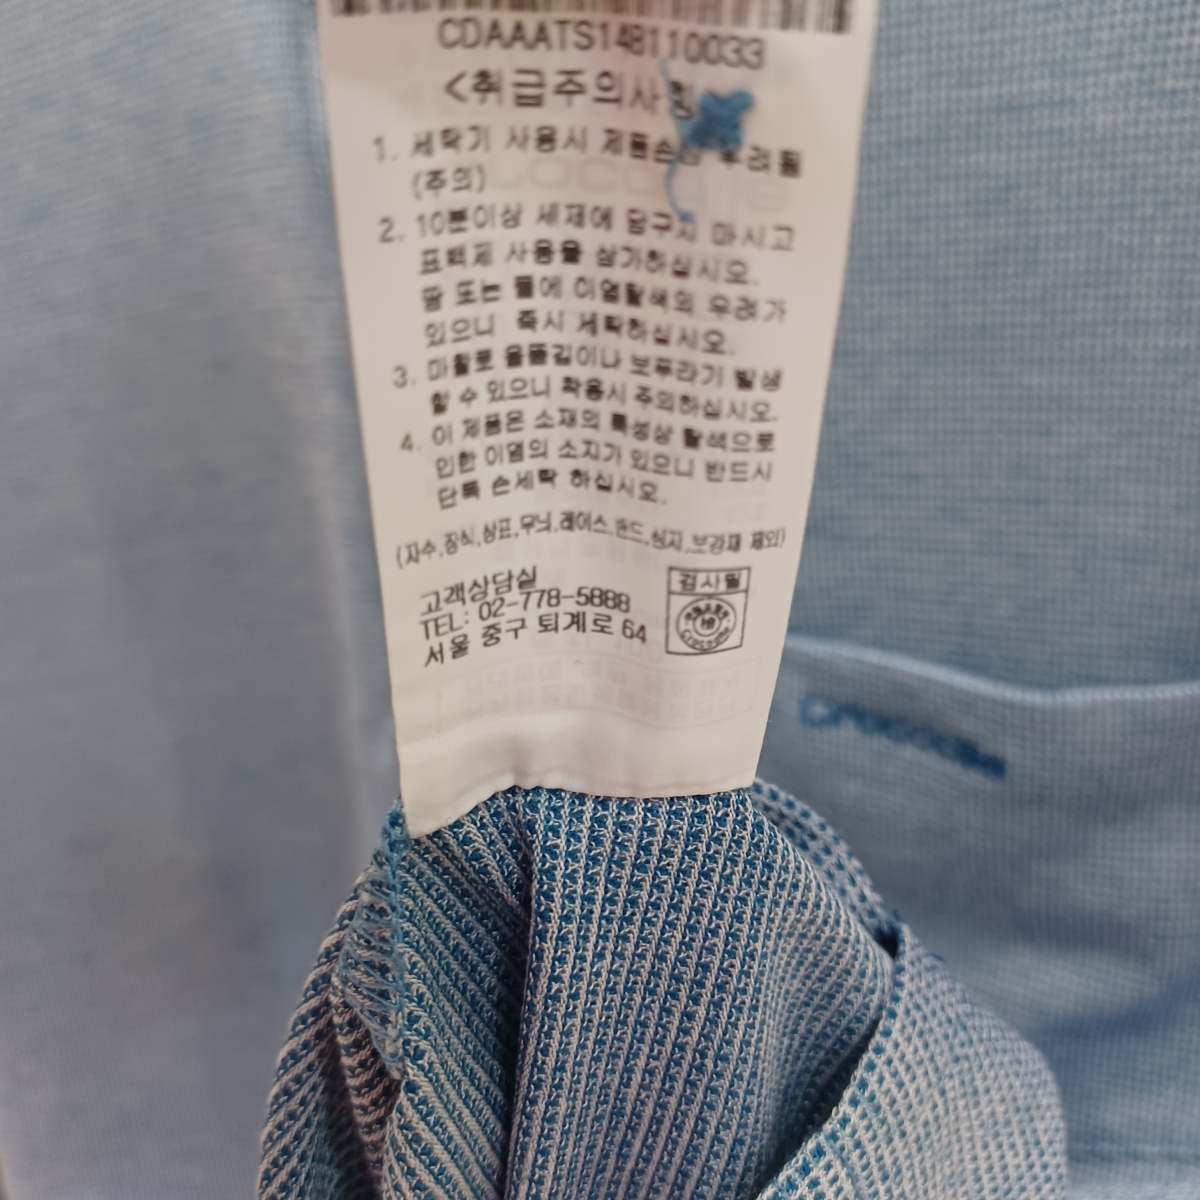 CDAAATS148110033
<취급주의사항
1. 세탁기 사용시 제품손상 우려됨
(주의)
2. 10분이상 세제에 담구지 마시고
표백제 사용을 삼가하십시오.
땀 또는 물에 이염탈색의 우려가
있으니 즉시 세탁하십시오.
3. 마찰로 올뜯김이나 보푸라기 발생
할 수 있으니 착용시 주의하십시오.
4. 이 제품은 소재의 특성상 탈색으로
인한 이염의 소지가 있으니 반드시
단독 손세탁 하십시오.
(자수,장식,상표,무늬,레이스,밴드,심지,보강재 제외)
고객상담실
TEL: 02-778-5888
서울 중구 퇴계로 64
검사필
Crocodile